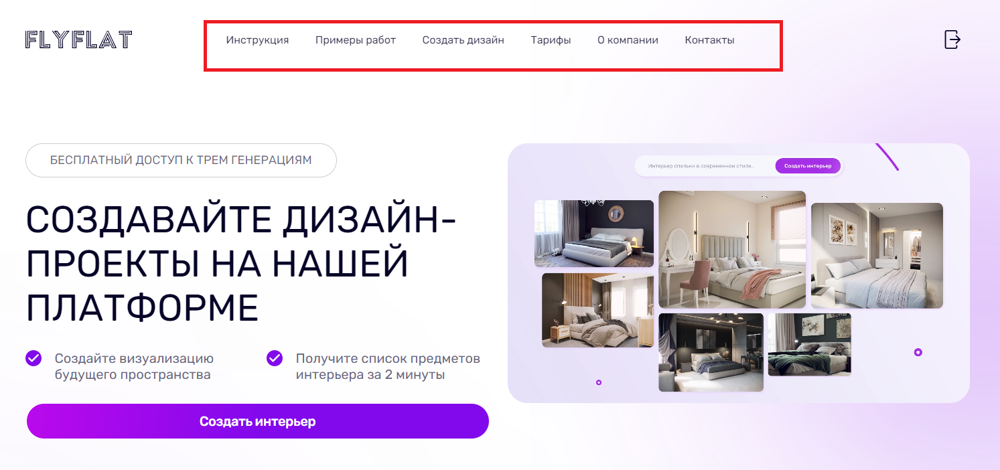 FLYFLAT
Инструкция Примеры работ Создать дизайн Тарифы О компании Контакты
БЕСПЛАТНЫЙ ДОСТУП К ТРЕМ ГЕНЕРАЦИЯМ
СОЗДАВАЙТЕ ДИЗАЙН-
ПРОЕКТЫ НА НАШЕЙ
ПЛАТФОРМЕ
Создайте визуализацию
будущего пространства
Получите список предметов
интерьера за 2 минуты
Создать интерьер
Интерьер спальни в современном стиле..
Создать интерьер